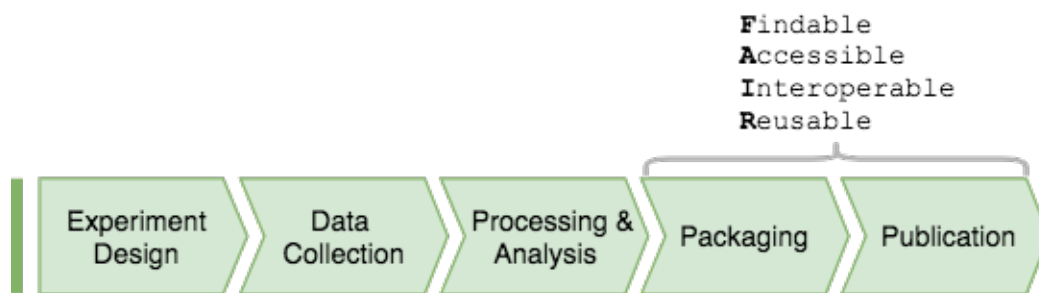 Findable
Accessible
Interoperable
Reusable
Experiment
Design
Data
Collection
Processing &
Analysis
Packaging
Publication